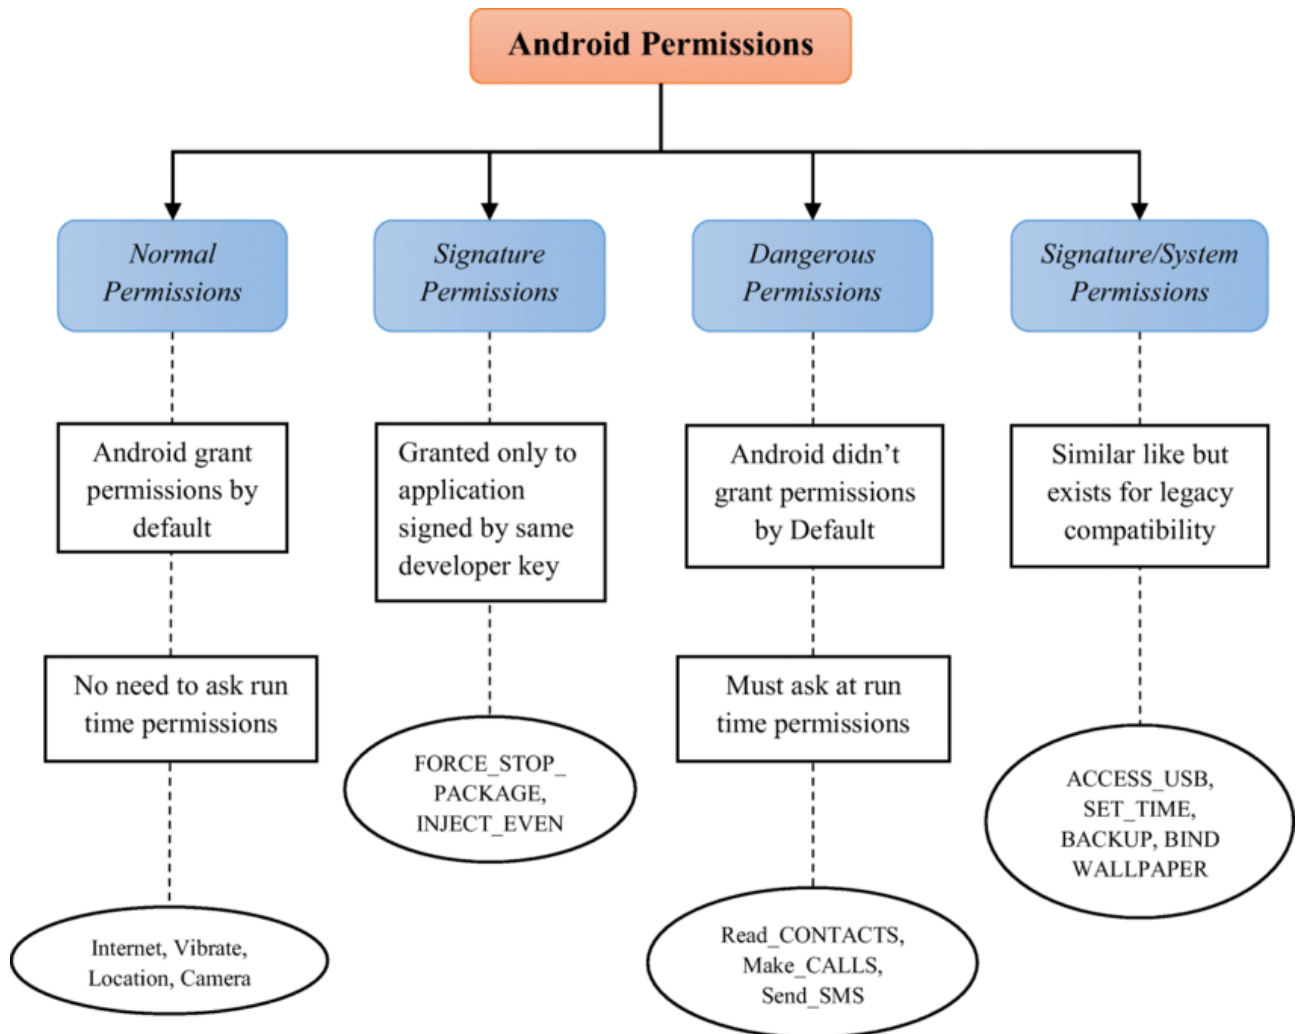 Android Permissions
Normal
Permissions
Signature
Permissions
Dangerous
Permissions
Signature/System
Permissions
Android grant
permissions by
default
Granted only to
application
signed by same
developer key
Android didn’t
grant permissions
by Default
Similar like but
exists for legacy
compatibility
No need to ask run
time permissions
Must ask at run
time permissions
FORCE_STOP_
PACKAGE,
INJECT_EVEN
ACCESS_USB,
SET_TIME,
BACKUP, BIND
WALLPAPER
Internet, Vibrate,
Location, Camera
Read_CONTACTS,
Make_CALLS,
Send_SMS